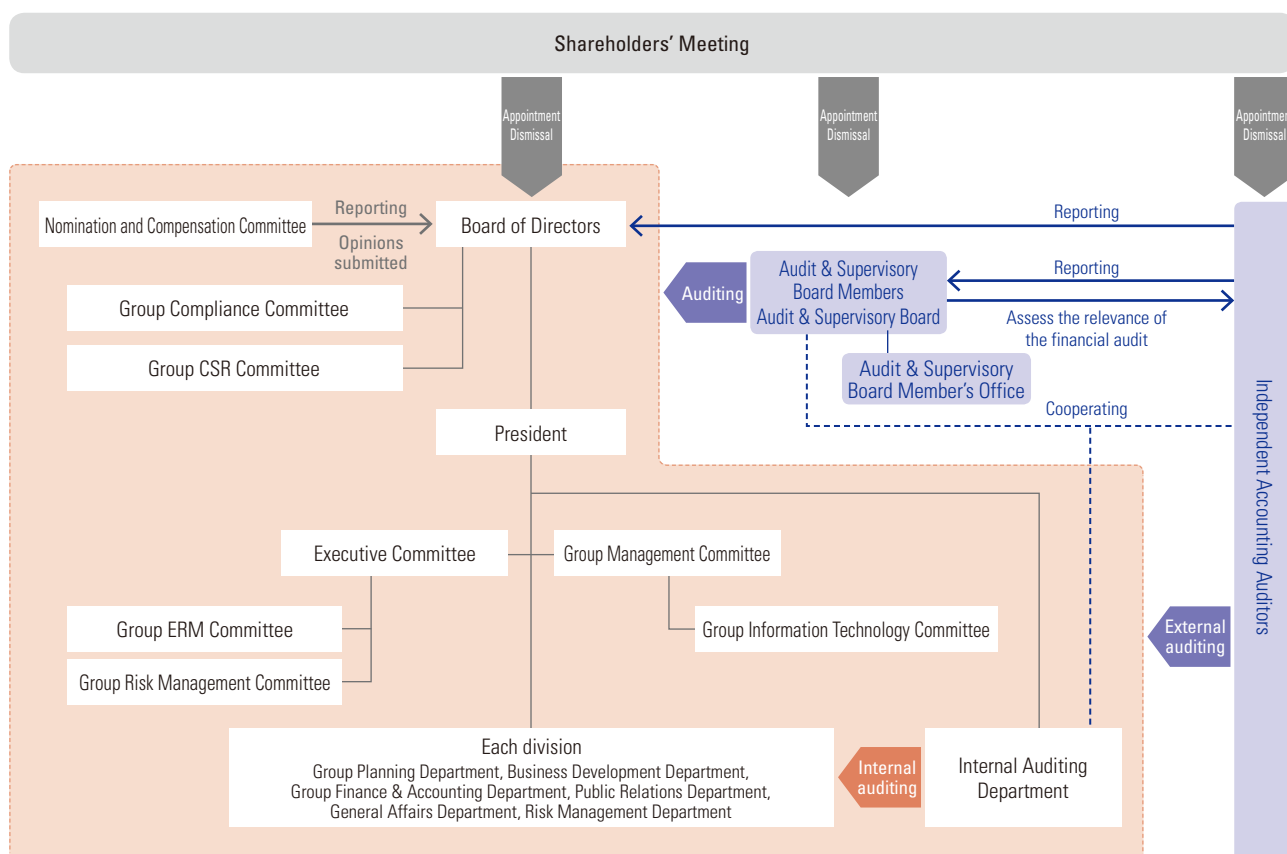 Shareholders' Meeting
Appointment
Dismissal
Appointment
Dismissal
Appointment
Dismissal
Nomination and Compensation Committee
Reporting
Opinions
submitted
Board of Directors
Reporting
Group Compliance Committee
Group CSR Committee
Auditing
Audit & Supervisory
Board Members
Audit & Supervisory Board
Reporting
Assess the relevance of
the financial audit
Audit & Supervisory
Board Member's Office
Cooperating
Independent Accounting Auditors
President
Executive Committee
Group Management Committee
Group ERM Committee
Group Information Technology Committee
Group Risk Management Committee
External
auditing
Each division
Group Planning Department, Business Development Department,
Group Finance & Accounting Department, Public Relations Department,
General Affairs Department, Risk Management Department
Internal
auditing
Internal Auditing
Department